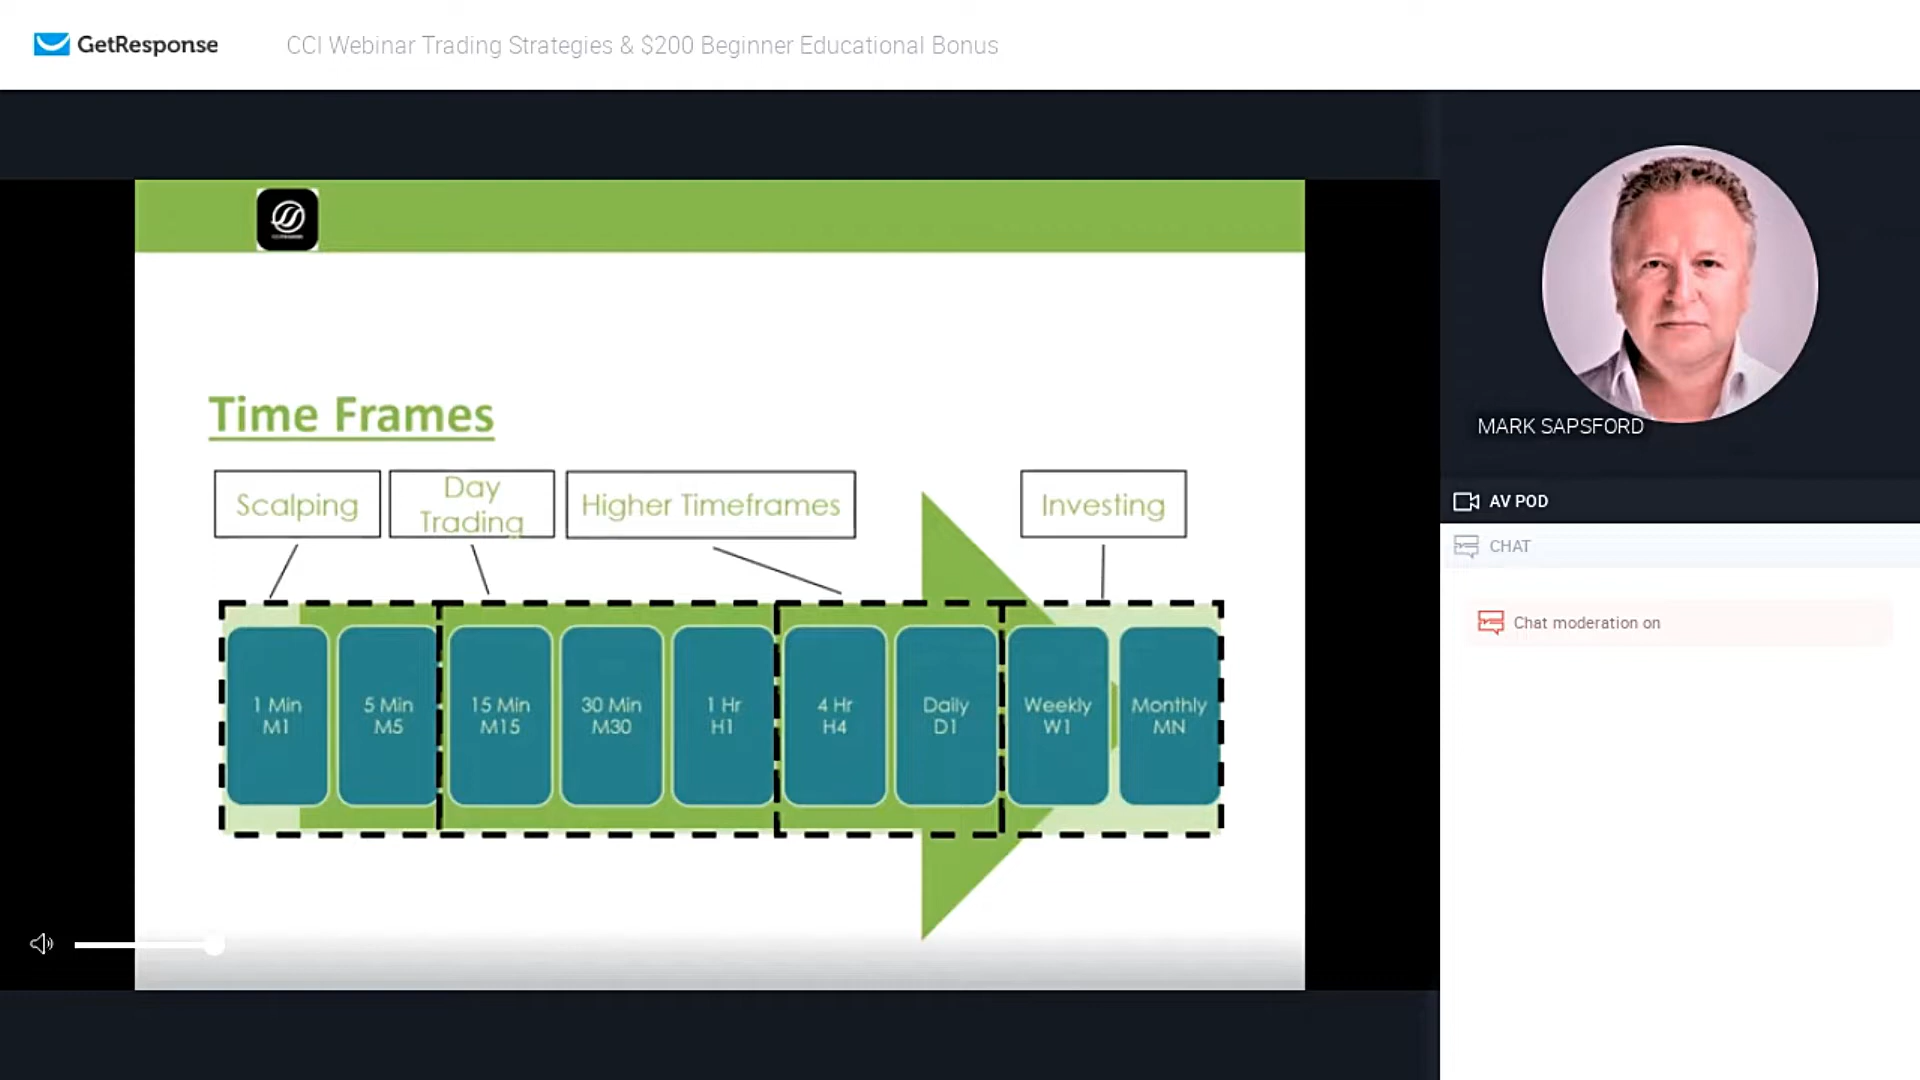 GetResponse
CCI Webinar Trading Strategies & $200 Beginner Educational Bonus
Time Frames
Scalping
Day
Trading
Higher Timeframes
Investing
1 Min
M1
5 Min
M5
15 Min
M15
30 Min
M30
1 Hr
H1
4 Hr
H4
Daily
D1
Weekly
W1
Monthly
MN
MARK SAPSFORD
AV POD
CHAT
Chat moderation on